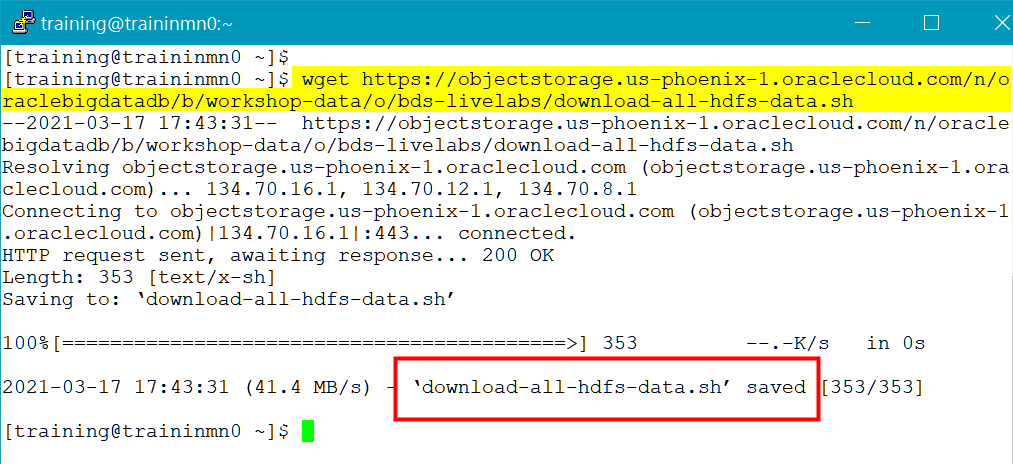 training@traininmn0:~
[training@traininmn0 ~]$
[training@traininmn0 ~]$ wget https://objectstorage.us-phoenix-1.oraclecloud.com/n/o
raclebigdatadb/b/workshop-data/o/bds-livelabs/download-all-hdfs-data.sh
--2021-03-17 17:43:31--  https://objectstorage.us-phoenix-1.oraclecloud.com/n/oracle
bigdatadb/b/workshop-data/o/bds-livelabs/download-all-hdfs-data.sh
Resolving objectstorage.us-phoenix-1.oraclecloud.com (objectstorage.us-phoenix-1.ora
clecloud.com)... 134.70.16.1, 134.70.12.1, 134.70.8.1
Connecting to objectstorage.us-phoenix-1.oraclecloud.com (objectstorage.us-phoenix-1
.oraclecloud.com)|134.70.16.1|:443... connected.
HTTP request sent, awaiting response... 200 OK
Length: 353 [text/x-sh]
Saving to: ‘download-all-hdfs-data.sh’
100%[==========================================>] 353         --.-K/s   in 0s
2021-03-17 17:43:31 (41.4 MB/s) - ‘download-all-hdfs-data.sh’ saved [353/353]
[training@traininmn0 ~]$